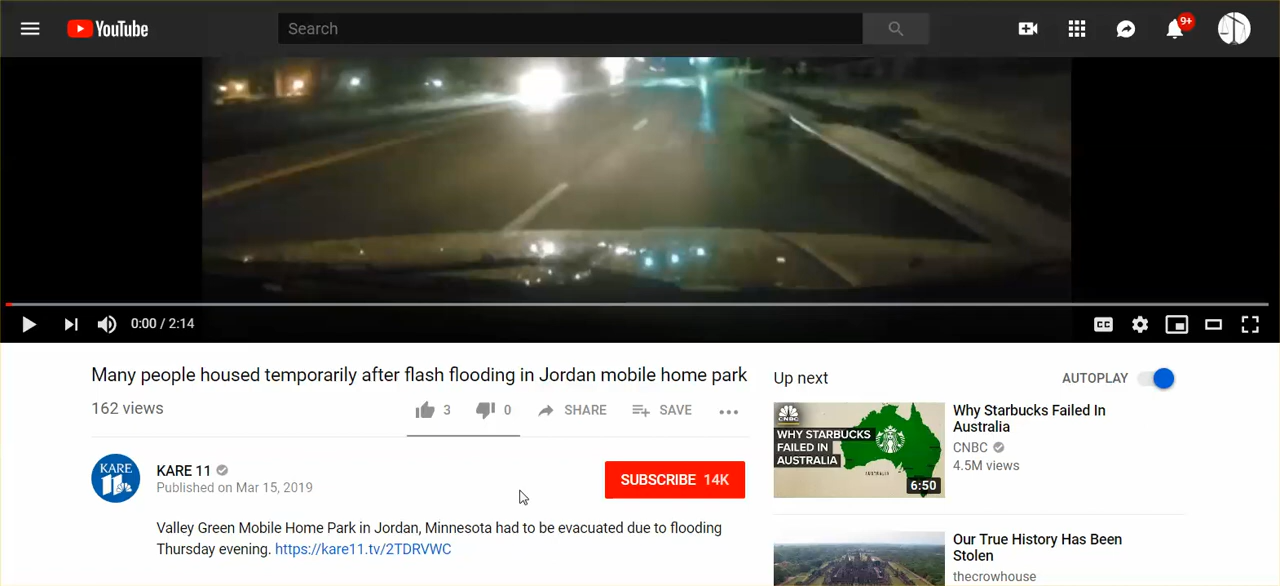 YouTube
Search
9+
0:00 / 2:14
CC
Many people housed temporarily after flash flooding in Jordan mobile home park
162 views
3
0
SHARE
SAVE
KARE 11
Published on Mar 15, 2019
SUBSCRIBE 14K
Valley Green Mobile Home Park in Jordan, Minnesota had to be evacuated due to flooding
Thursday evening. https://kare11.tv/2TDRVWC
KARE
11
Up next
AUTOPLAY
CNBC
WHY STARBUCKS
FAILED IN
AUSTRALIA
AUSTRALIA
6:50
Why Starbucks Failed In
Australia
CNBC
4.5M views
Our True History Has Been
Stolen
thecrowhouse